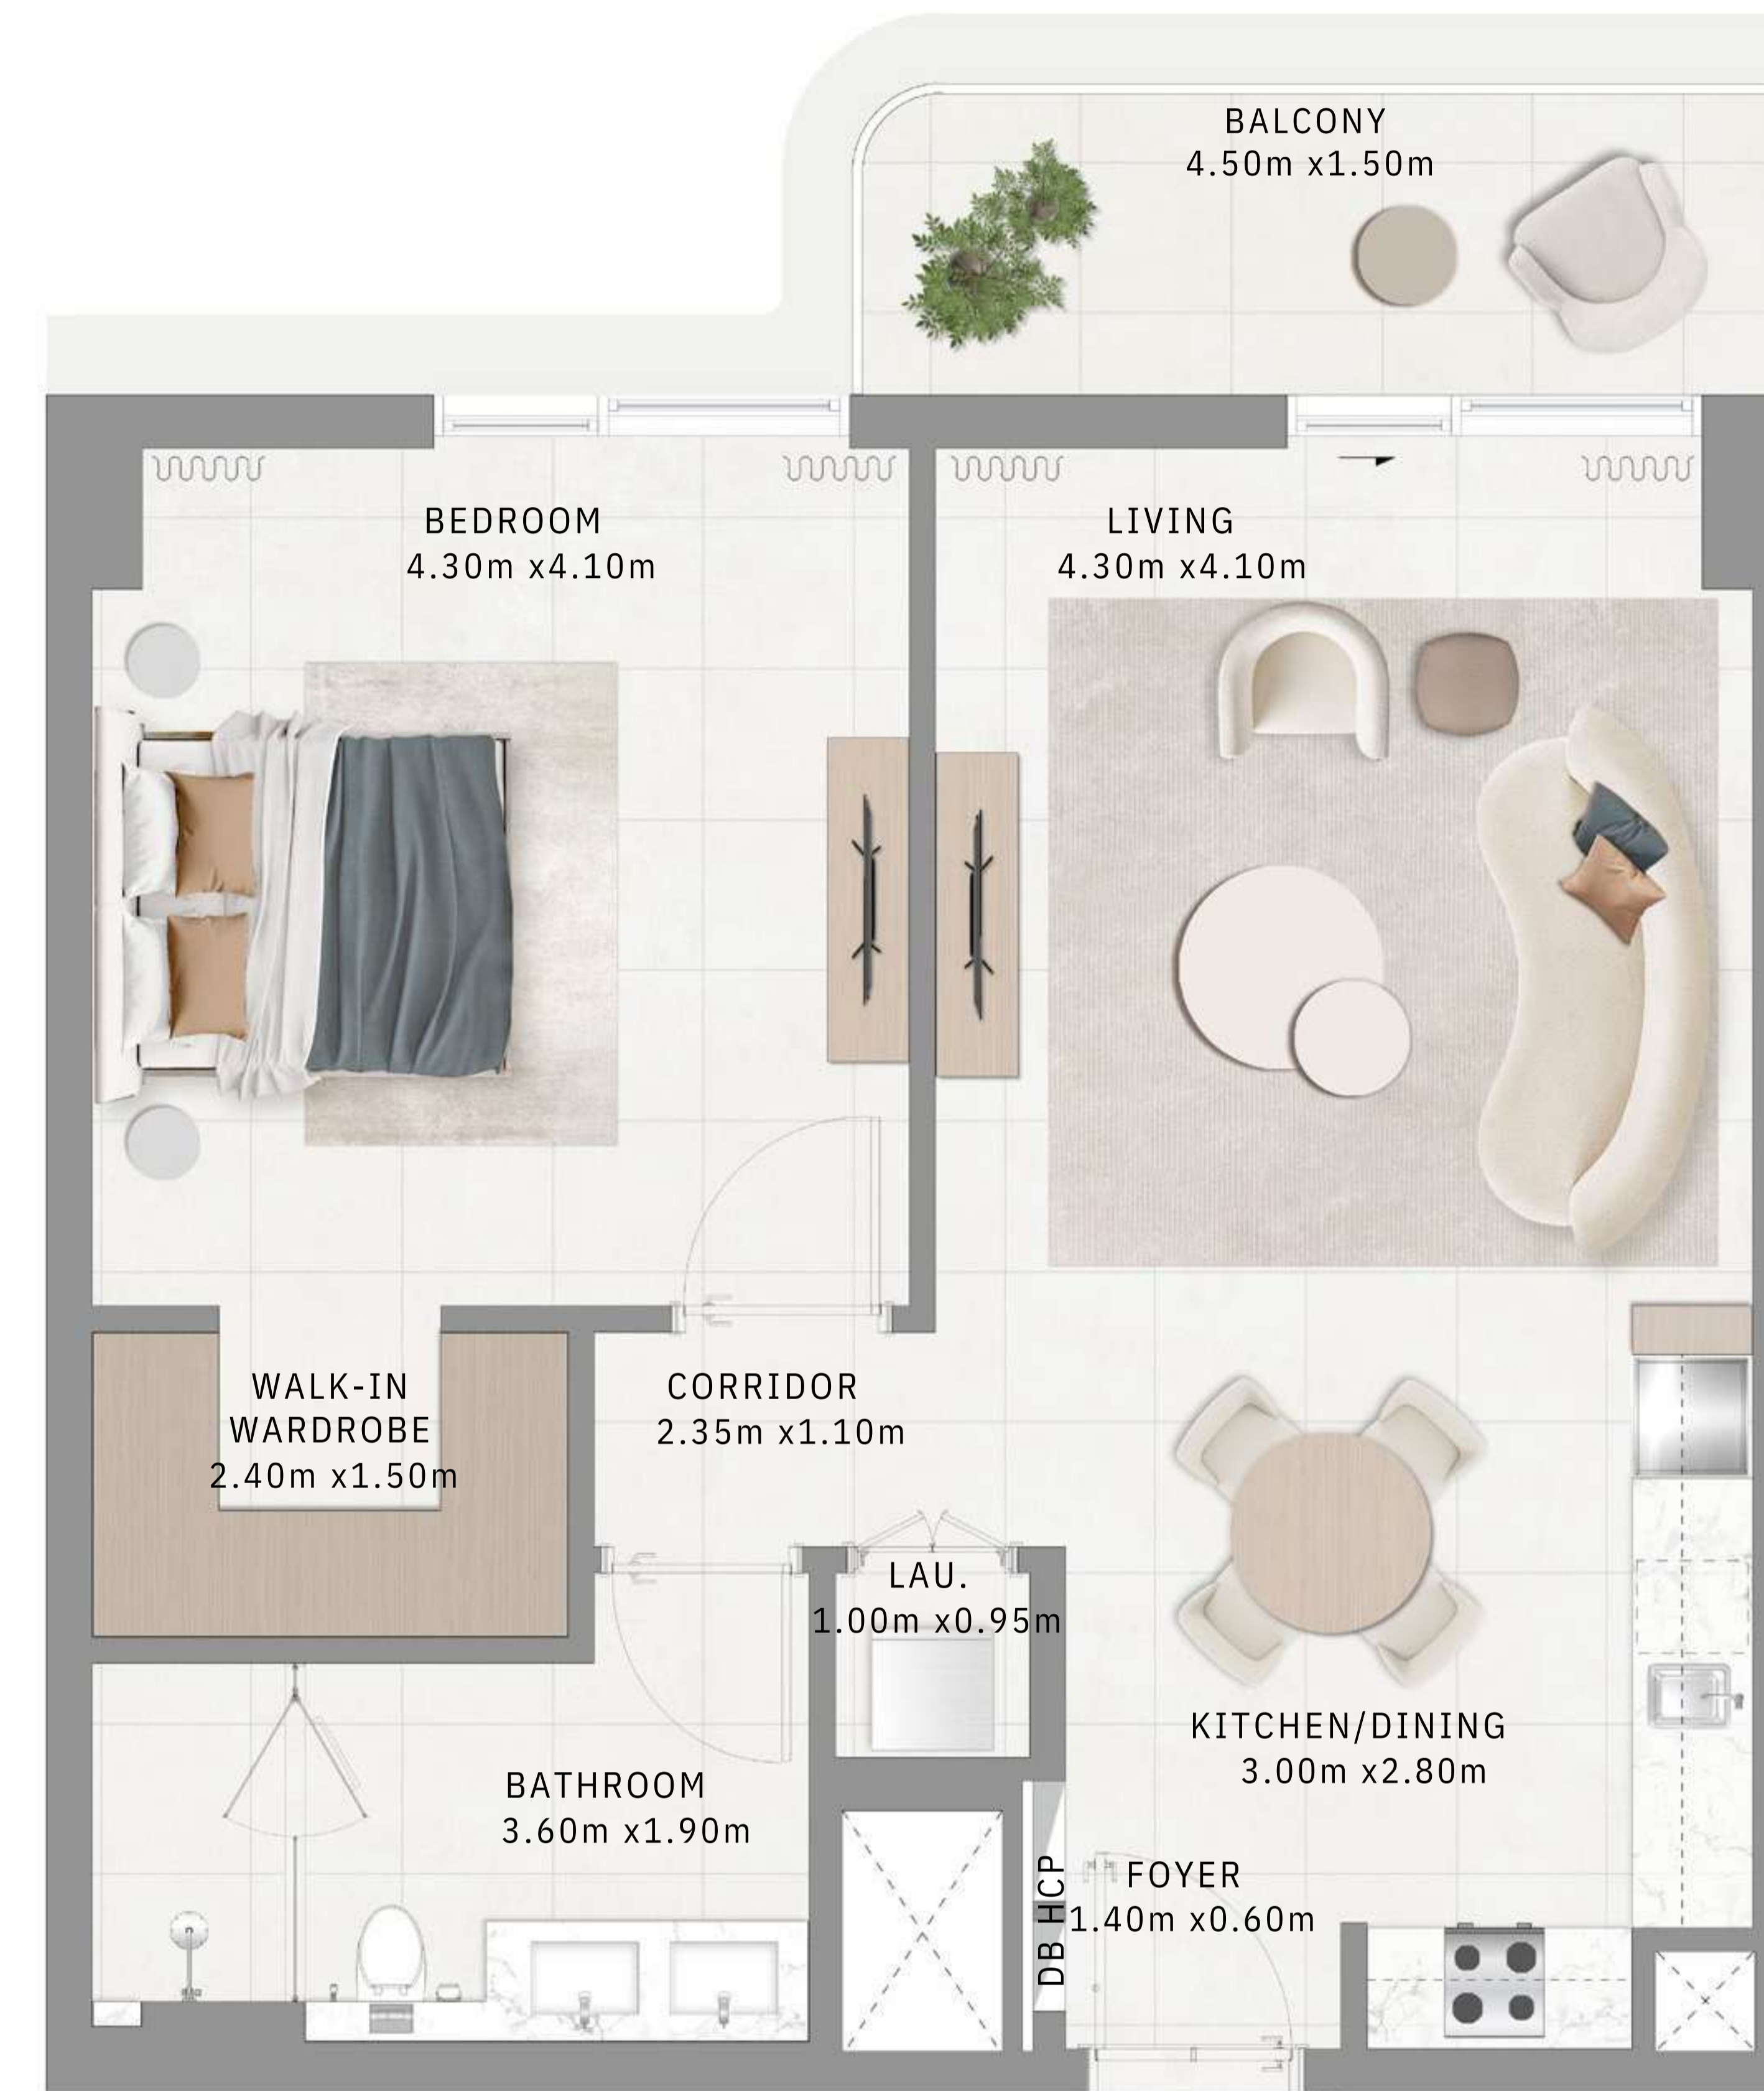 BALCONY
4.50m x1.50m
BEDROOM
4.30m x4.10m
LIVING
4.30m x4.10m
WALK-IN
WARDROBE
2.40m x1.50m
CORRIDOR
2.35m x1.10m
LAU.
1.00m x0.95m
KITCHEN/DINING
3.00m x2.80m
BATHROOM
3.60m x1.90m
DB HCP
FOYER
1.40m x0.60m